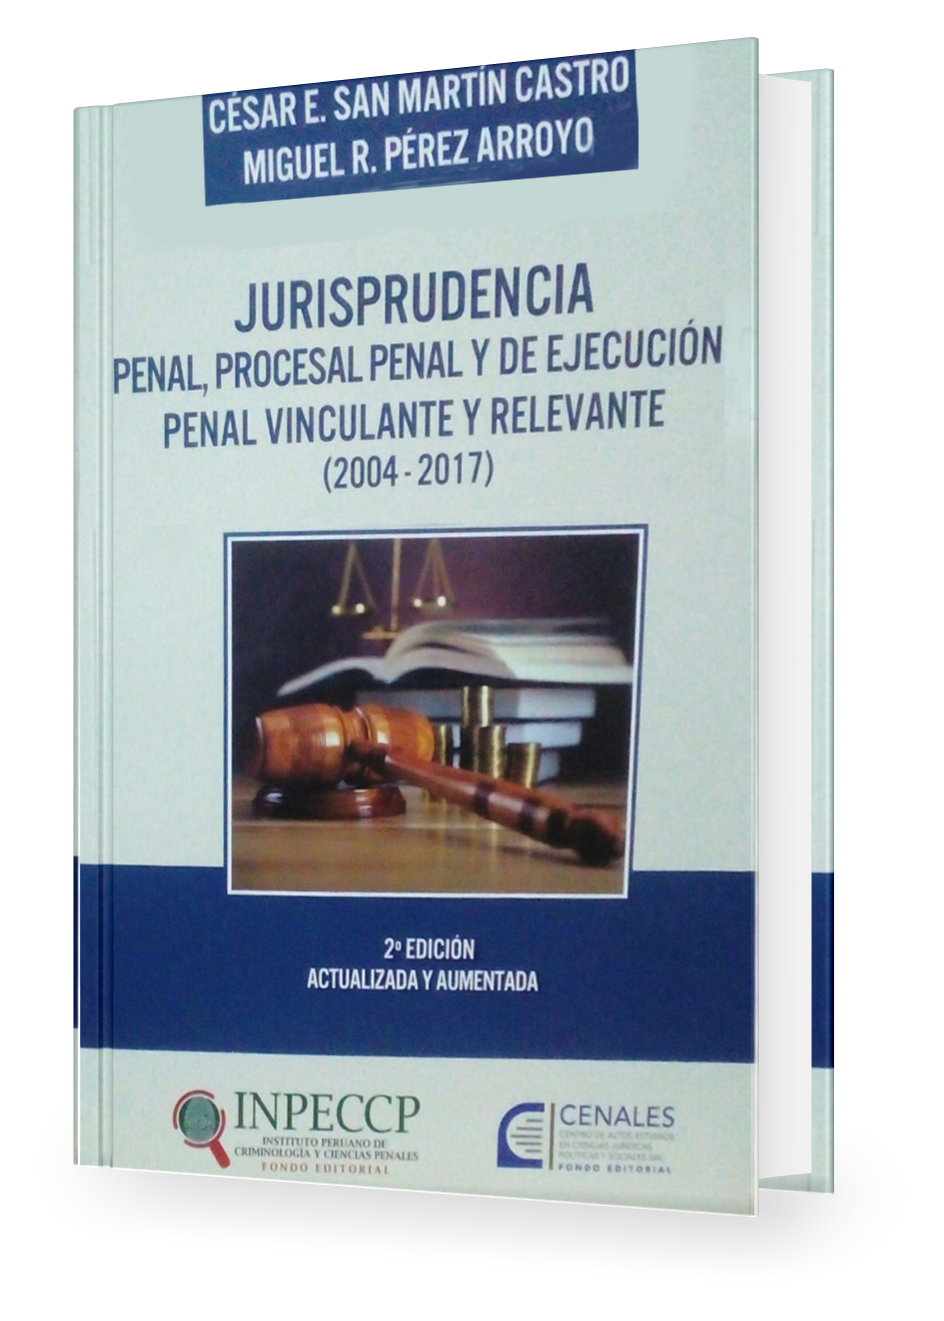 CÉSAR E. SAN MARTÍN CASTRO
MIGUEL R. PÉREZ ARROYO
JURISPRUDENCIA
PENAL, PROCESAL PENAL Y DE EJECUCIÓN
PENAL VINCULANTE Y RELEVANTE
(2004 - 2017)
2º EDICIÓN
ACTUALIZADA Y AUMENTADA
INPECCP
INSTITUTO PERUANO DE
CRIMINOLOGÍA Y CIENCIAS PENALES
FONDO EDITORIAL
CENALES
CENTRO DE ALTOS ESTUDIOS
EN CIENCIAS JURÍDICAS
POLÍTICAS Y SOCIALES SAC
FONDO EDITORIAL